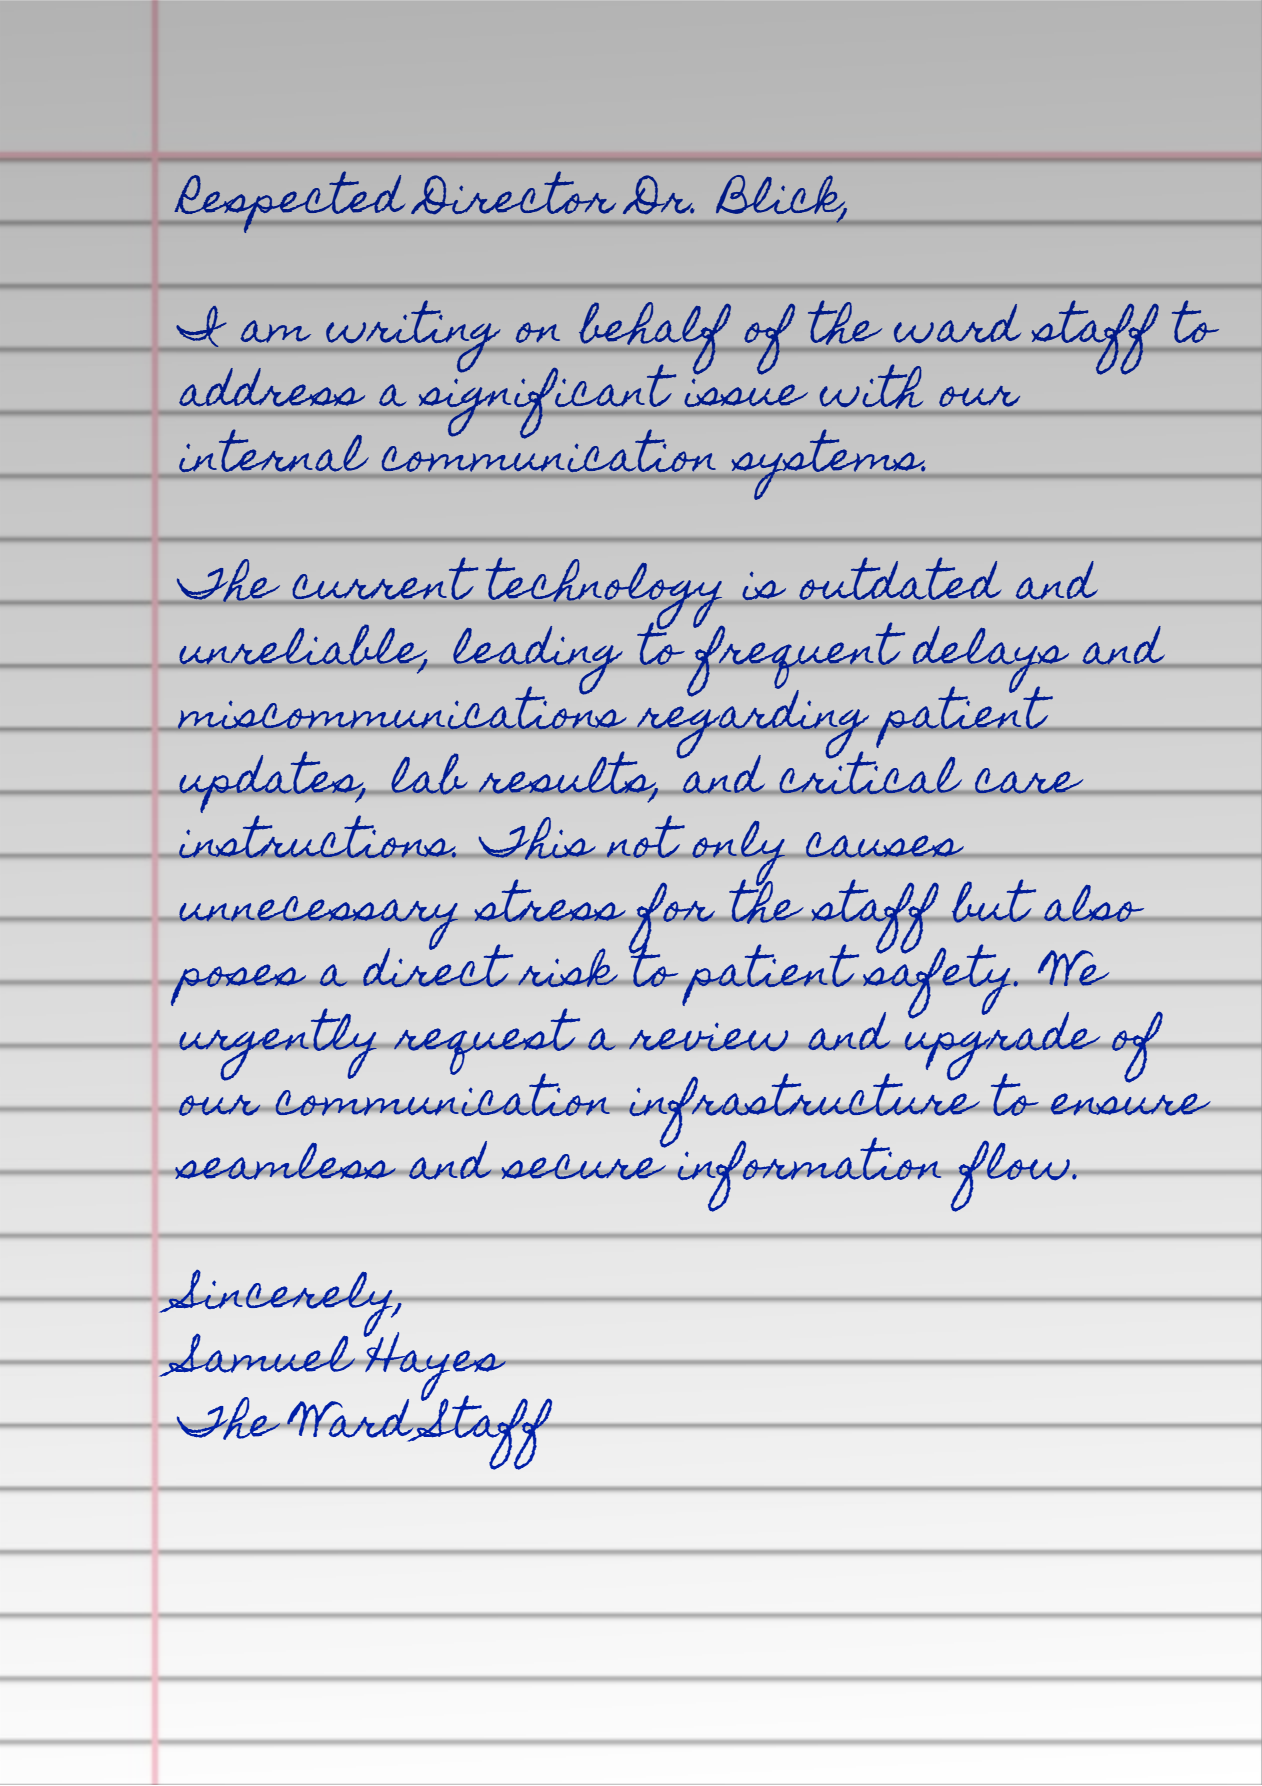 Respected Director Dr. Blick,
I am writing on behalf of the ward staff to
address a significant issue with our
internal communication systems.
The current technology is outdated and
unreliable, leading to frequent delays and
miscommunications regarding patient
updates, lab results, and critical care
instructions. This not only causes
unnecessary stress for the staff but also
poses a direct risk to patient safety. We
urgently request a review and upgrade of
our communication infrastructure to ensure
seamless and secure information flow.
Sincerely,
Samuel Hayes
The Ward Staff